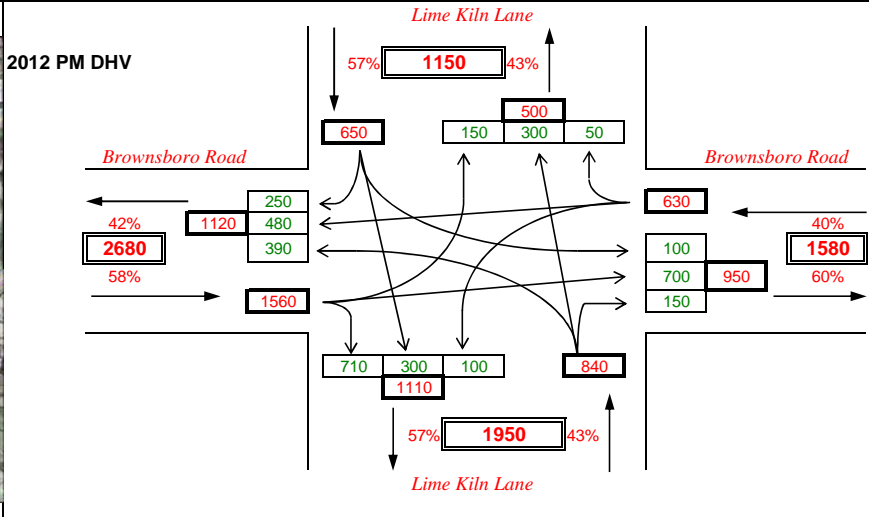 Lime Kiln Lane
2012 PM DHV
57% 1150 43%
500
650 150 300 50
Brownsboro Road Brownsboro Road
250 630
42% 1120 480 40%
2680 390 100 1580
58% 700 950 60%
1560 150
710 300 100 840
1110
57% 1950 43%
Lime Kiln Lane